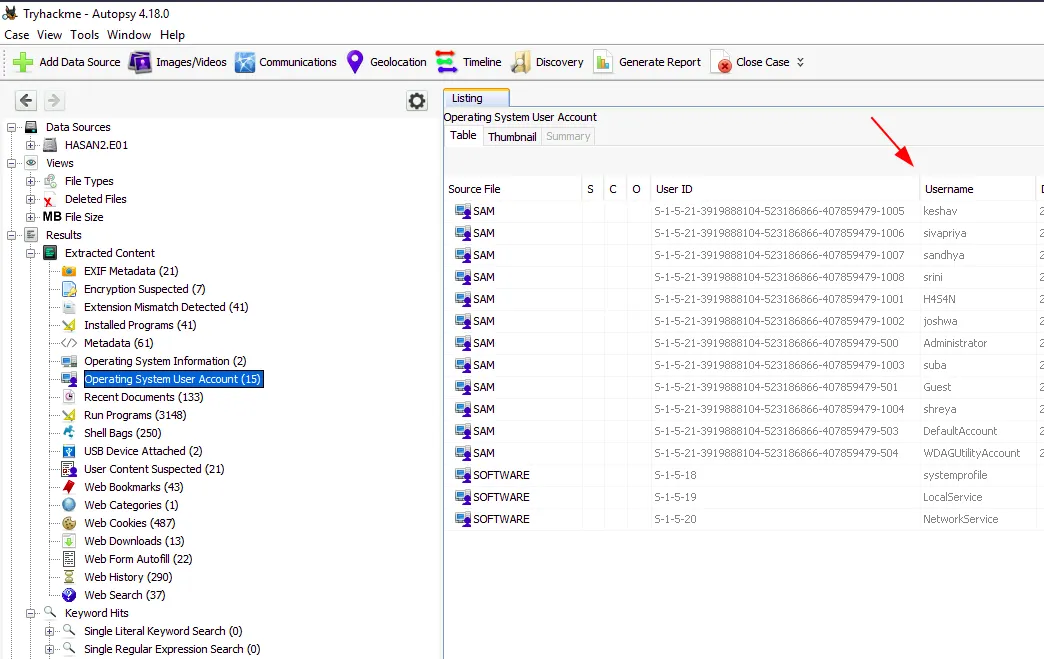 Tryhackme - Autopsy 4.18.0
Case View Tools Window Help
Add Data Source Images/Videos Communications Geolocation Timeline Discovery Generate Report Close Case
Data Sources
HASAN2.E01
Views
File Types
Deleted Files
MB File Size
Results
Extracted Content
EXIF Metadata (21)
Encryption Suspected (7)
Extension Mismatch Detected (41)
Installed Programs (41)
Metadata (61)
Operating System Information (2)
Operating System User Account (15)
Recent Documents (133)
Run Programs (3148)
Shell Bags (250)
USB Device Attached (2)
User Content Suspected (21)
Web Bookmarks (43)
Web Categories (1)
Web Cookies (487)
Web Downloads (13)
Web Form Autofill (22)
Web History (290)
Web Search (37)
Keyword Hits
Single Literal Keyword Search (0)
Single Regular Expression Search (0)
Listing
Operating System User Account
Table Thumbnail Summary
Source File S C O User ID Username
SAM S-1-5-21-3919888104-523186866-407859479-1005 keshav 2
SAM S-1-5-21-3919888104-523186866-407859479-1006 sivapriya 2
SAM S-1-5-21-3919888104-523186866-407859479-1007 sandhya 2
SAM S-1-5-21-3919888104-523186866-407859479-1008 srini 2
SAM S-1-5-21-3919888104-523186866-407859479-1001 H4S4N 2
SAM S-1-5-21-3919888104-523186866-407859479-1002 joshwa 2
SAM S-1-5-21-3919888104-523186866-407859479-500 Administrator 2
SAM S-1-5-21-3919888104-523186866-407859479-1003 suba 2
SAM S-1-5-21-3919888104-523186866-407859479-501 Guest 2
SAM S-1-5-21-3919888104-523186866-407859479-1004 shreya 2
SAM S-1-5-21-3919888104-523186866-407859479-503 DefaultAccount 2
SAM S-1-5-21-3919888104-523186866-407859479-504 WDAGUtilityAccount 2
SOFTWARE S-1-5-18 systemprofile
SOFTWARE S-1-5-19 LocalService
SOFTWARE S-1-5-20 NetworkService